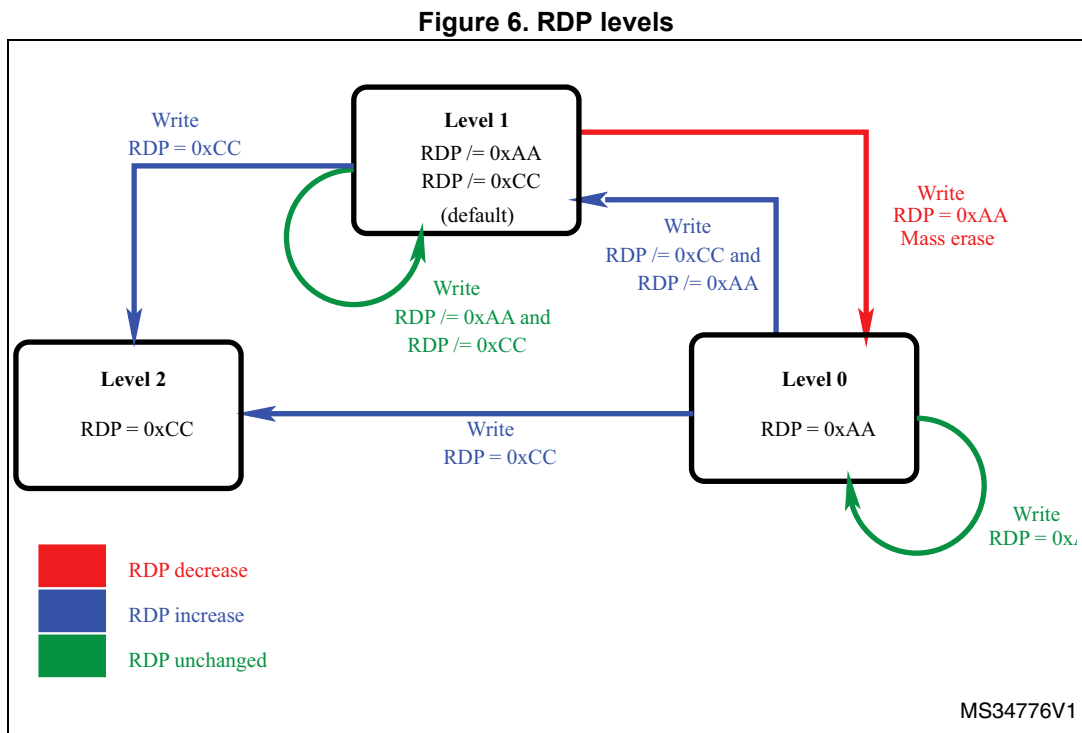 Figure 6. RDP levels
Write
RDP = 0xCC
Level 1
RDP /= 0xAA
RDP /= 0xCC
(default)
Write
RDP = 0xAA
Mass erase
Write
RDP /= 0xCC and
RDP /= 0xAA
Write
RDP /= 0xAA and
RDP /= 0xCC
Level 2
RDP = 0xCC
Level 0
RDP = 0xAA
Write
RDP = 0xCC
Write
RDP =
RDP decrease
RDP increase
RDP unchanged
MS34776V1